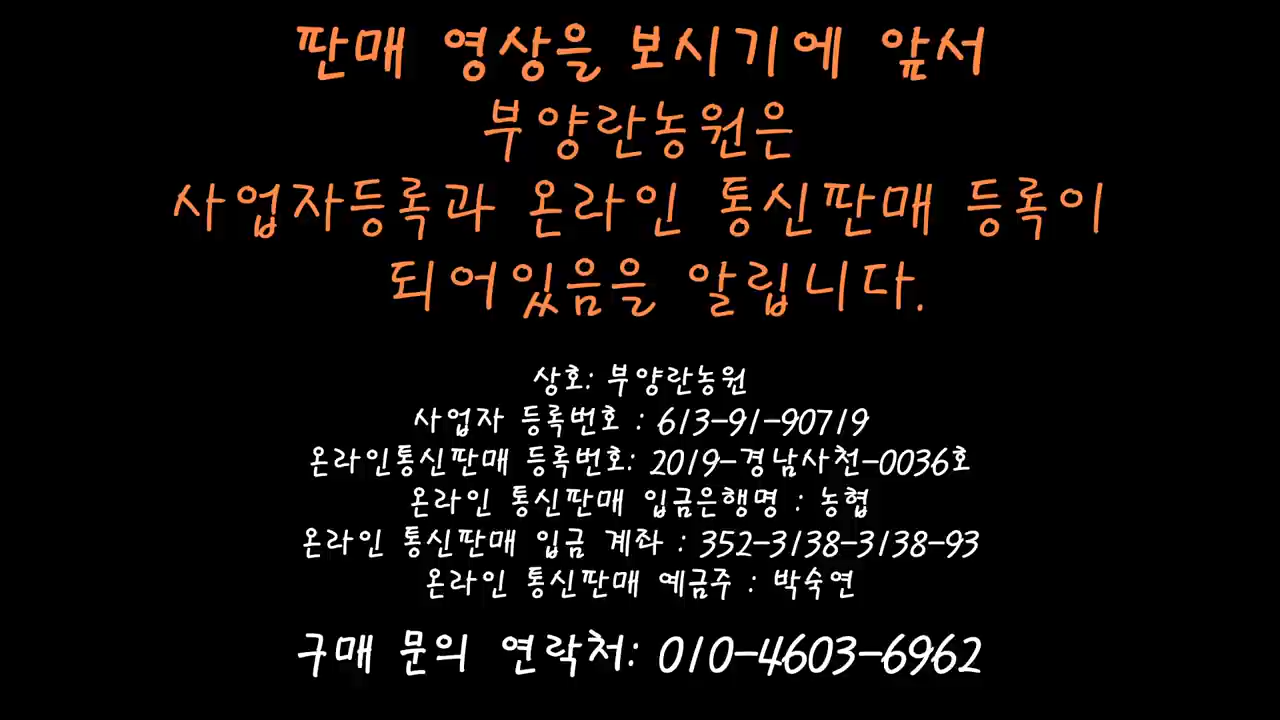 판매 영상을 보시기에 앞서
부양란농원은
사업자등록과 온라인 통신판매 등록이
되어있음을 알립니다.
상호: 부양란농원
사업자 등록번호 : 613-91-90719
온라인통신판매 등록번호: 2019-경남사천-0036호
온라인 통신판매 입금은행명 : 농협
온라인 통신판매 입금 계좌 : 352-3138-3138-93
온라인 통신판매 예금주 : 박숙연
구매 문의 연락처: 010-4603-6962